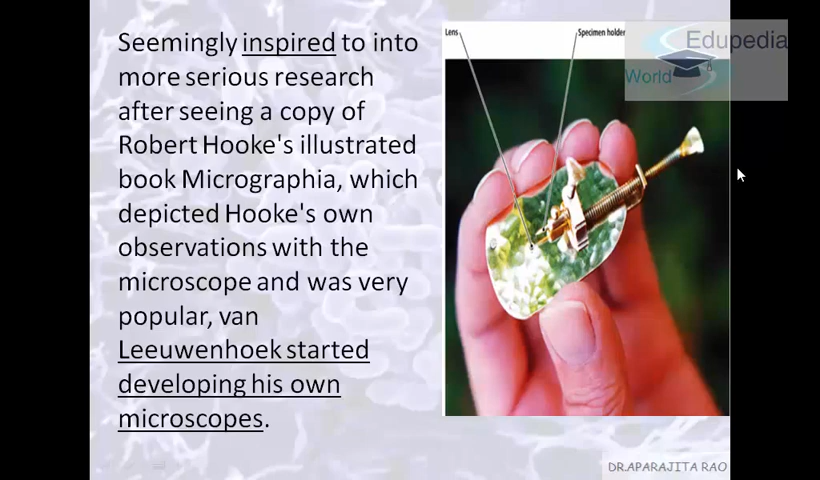 Seemingly inspired to into
more serious research
after seeing a copy of
Robert Hooke's illustrated
book Micrographia, which
depicted Hooke's own
observations with the
microscope and was very
popular, van
Leeuwenhoek started
developing his own
microscopes.
Lens
Specimen holder
Edupedia
World
DR.APARAJITA RAO